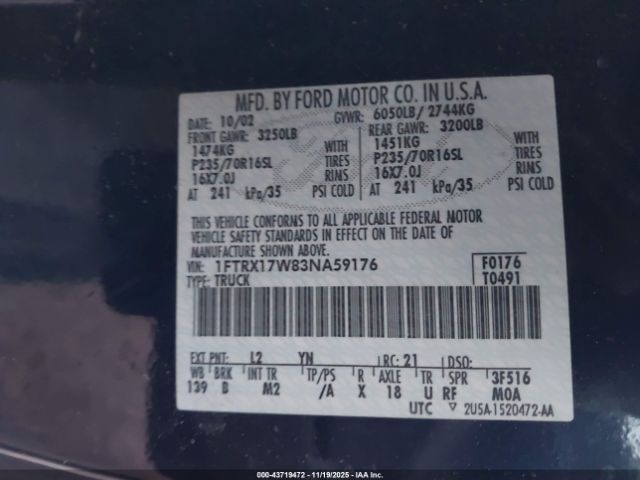 MFD. BY FORD MOTOR CO. IN U.S.A.
DATE: 10/02 GVWR: 6050LB/ 2744KG
FRONT GAWR: 3250LB REAR GAWR: 3200LB
1474KG WITH 1451KG WITH
P235/70R16SL TIRES P235/70R16SL TIRES
16X7.0J RIMS 16X7.0J RIMS
AT 241 kPa/35 PSI COLD AT 241 kPa/35 PSI COLD
THIS VEHICLE CONFORMS TO ALL APPLICABLE FEDERAL MOTOR
VEHICLE SAFETY STANDARDS IN EFFECT ON THE DATE OF
MANUFACTURE SHOWN ABOVE.
VIN: 1FTRX17W83NA59176 F0176
TYPE: TRUCK T0491
EXT PNT: L2 YN RC: 21 DSO:
WB BRK INT TR TP/PS R AXLE TR SPR 3F516
139 B M2 /A X 18 U RF MOA
UTC ▽ 2U5A-1520472-AA
000-43719472 - 11/19/2025 - IAAHQ.COM